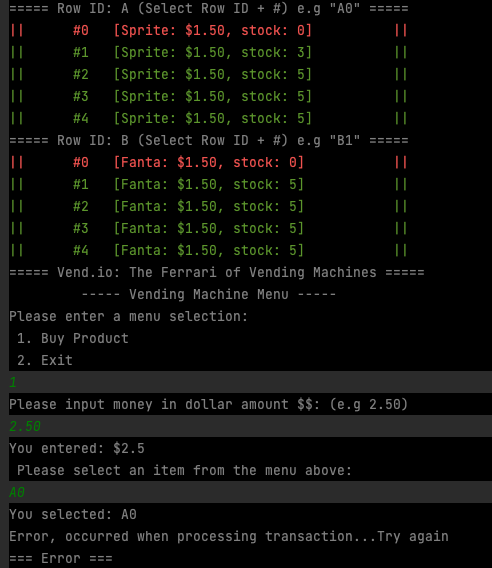 ===== Row ID: A (Select Row ID + #) e.g "A0" =====
||      #0   [Sprite: $1.50, stock: 0]          ||
||      #1   [Sprite: $1.50, stock: 3]          ||
||      #2   [Sprite: $1.50, stock: 5]          ||
||      #3   [Sprite: $1.50, stock: 5]          ||
||      #4   [Sprite: $1.50, stock: 5]          ||
===== Row ID: B (Select Row ID + #) e.g "B1" =====
||      #0   [Fanta: $1.50, stock: 0]           ||
||      #1   [Fanta: $1.50, stock: 5]           ||
||      #2   [Fanta: $1.50, stock: 5]           ||
||      #3   [Fanta: $1.50, stock: 5]           ||
||      #4   [Fanta: $1.50, stock: 5]           ||
===== Vend.io: The Ferrari of Vending Machines =====
         ----- Vending Machine Menu -----
Please enter a menu selection:
 1. Buy Product
 2. Exit
1
Please input money in dollar amount $$: (e.g 2.50)
2.50
You entered: $2.5
 Please select an item from the menu above:
A0
You selected: A0
Error, occurred when processing transaction...Try again
=== Error ===